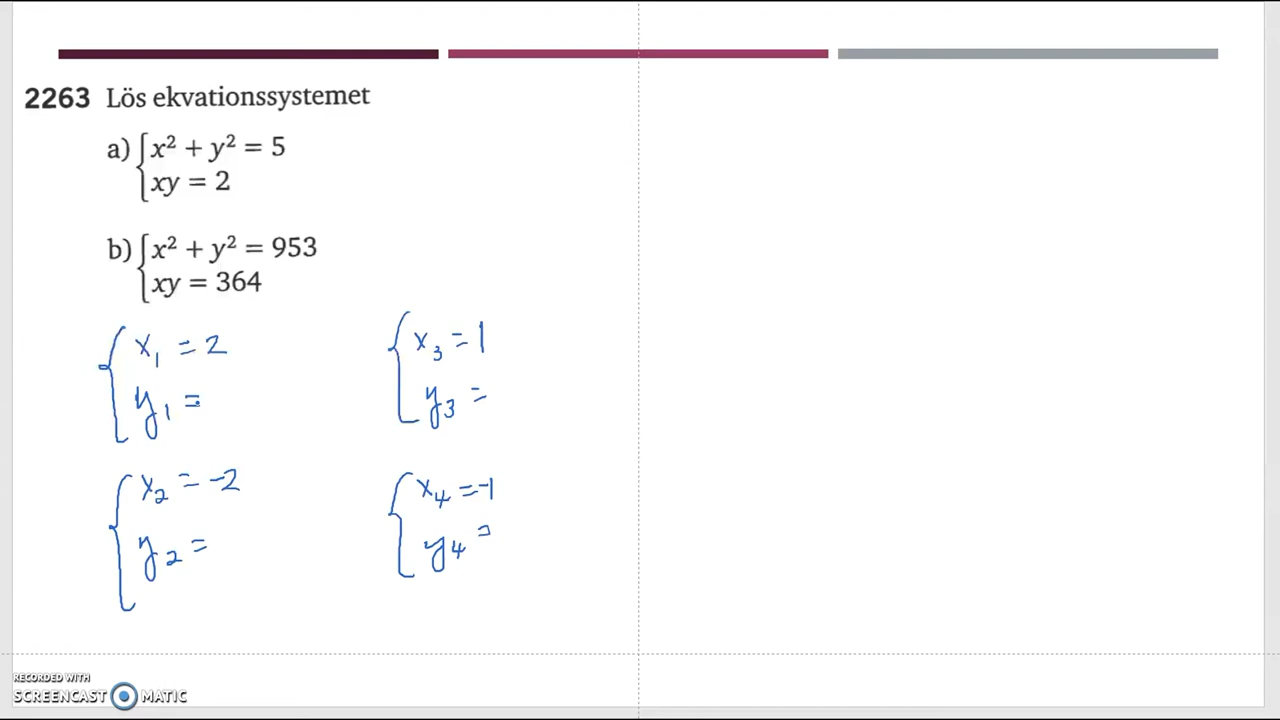 2263 Lös ekvationssystemet
a) x² + y² = 5
xy = 2
b) x² + y² = 953
xy = 364
x₁ = 2
y₁ =
x₂ = -2
y₂ =
x₃ = 1
y₃ =
x₄ = -1
y₄ =
RECORDED WITH
SCREENCAST MATIC